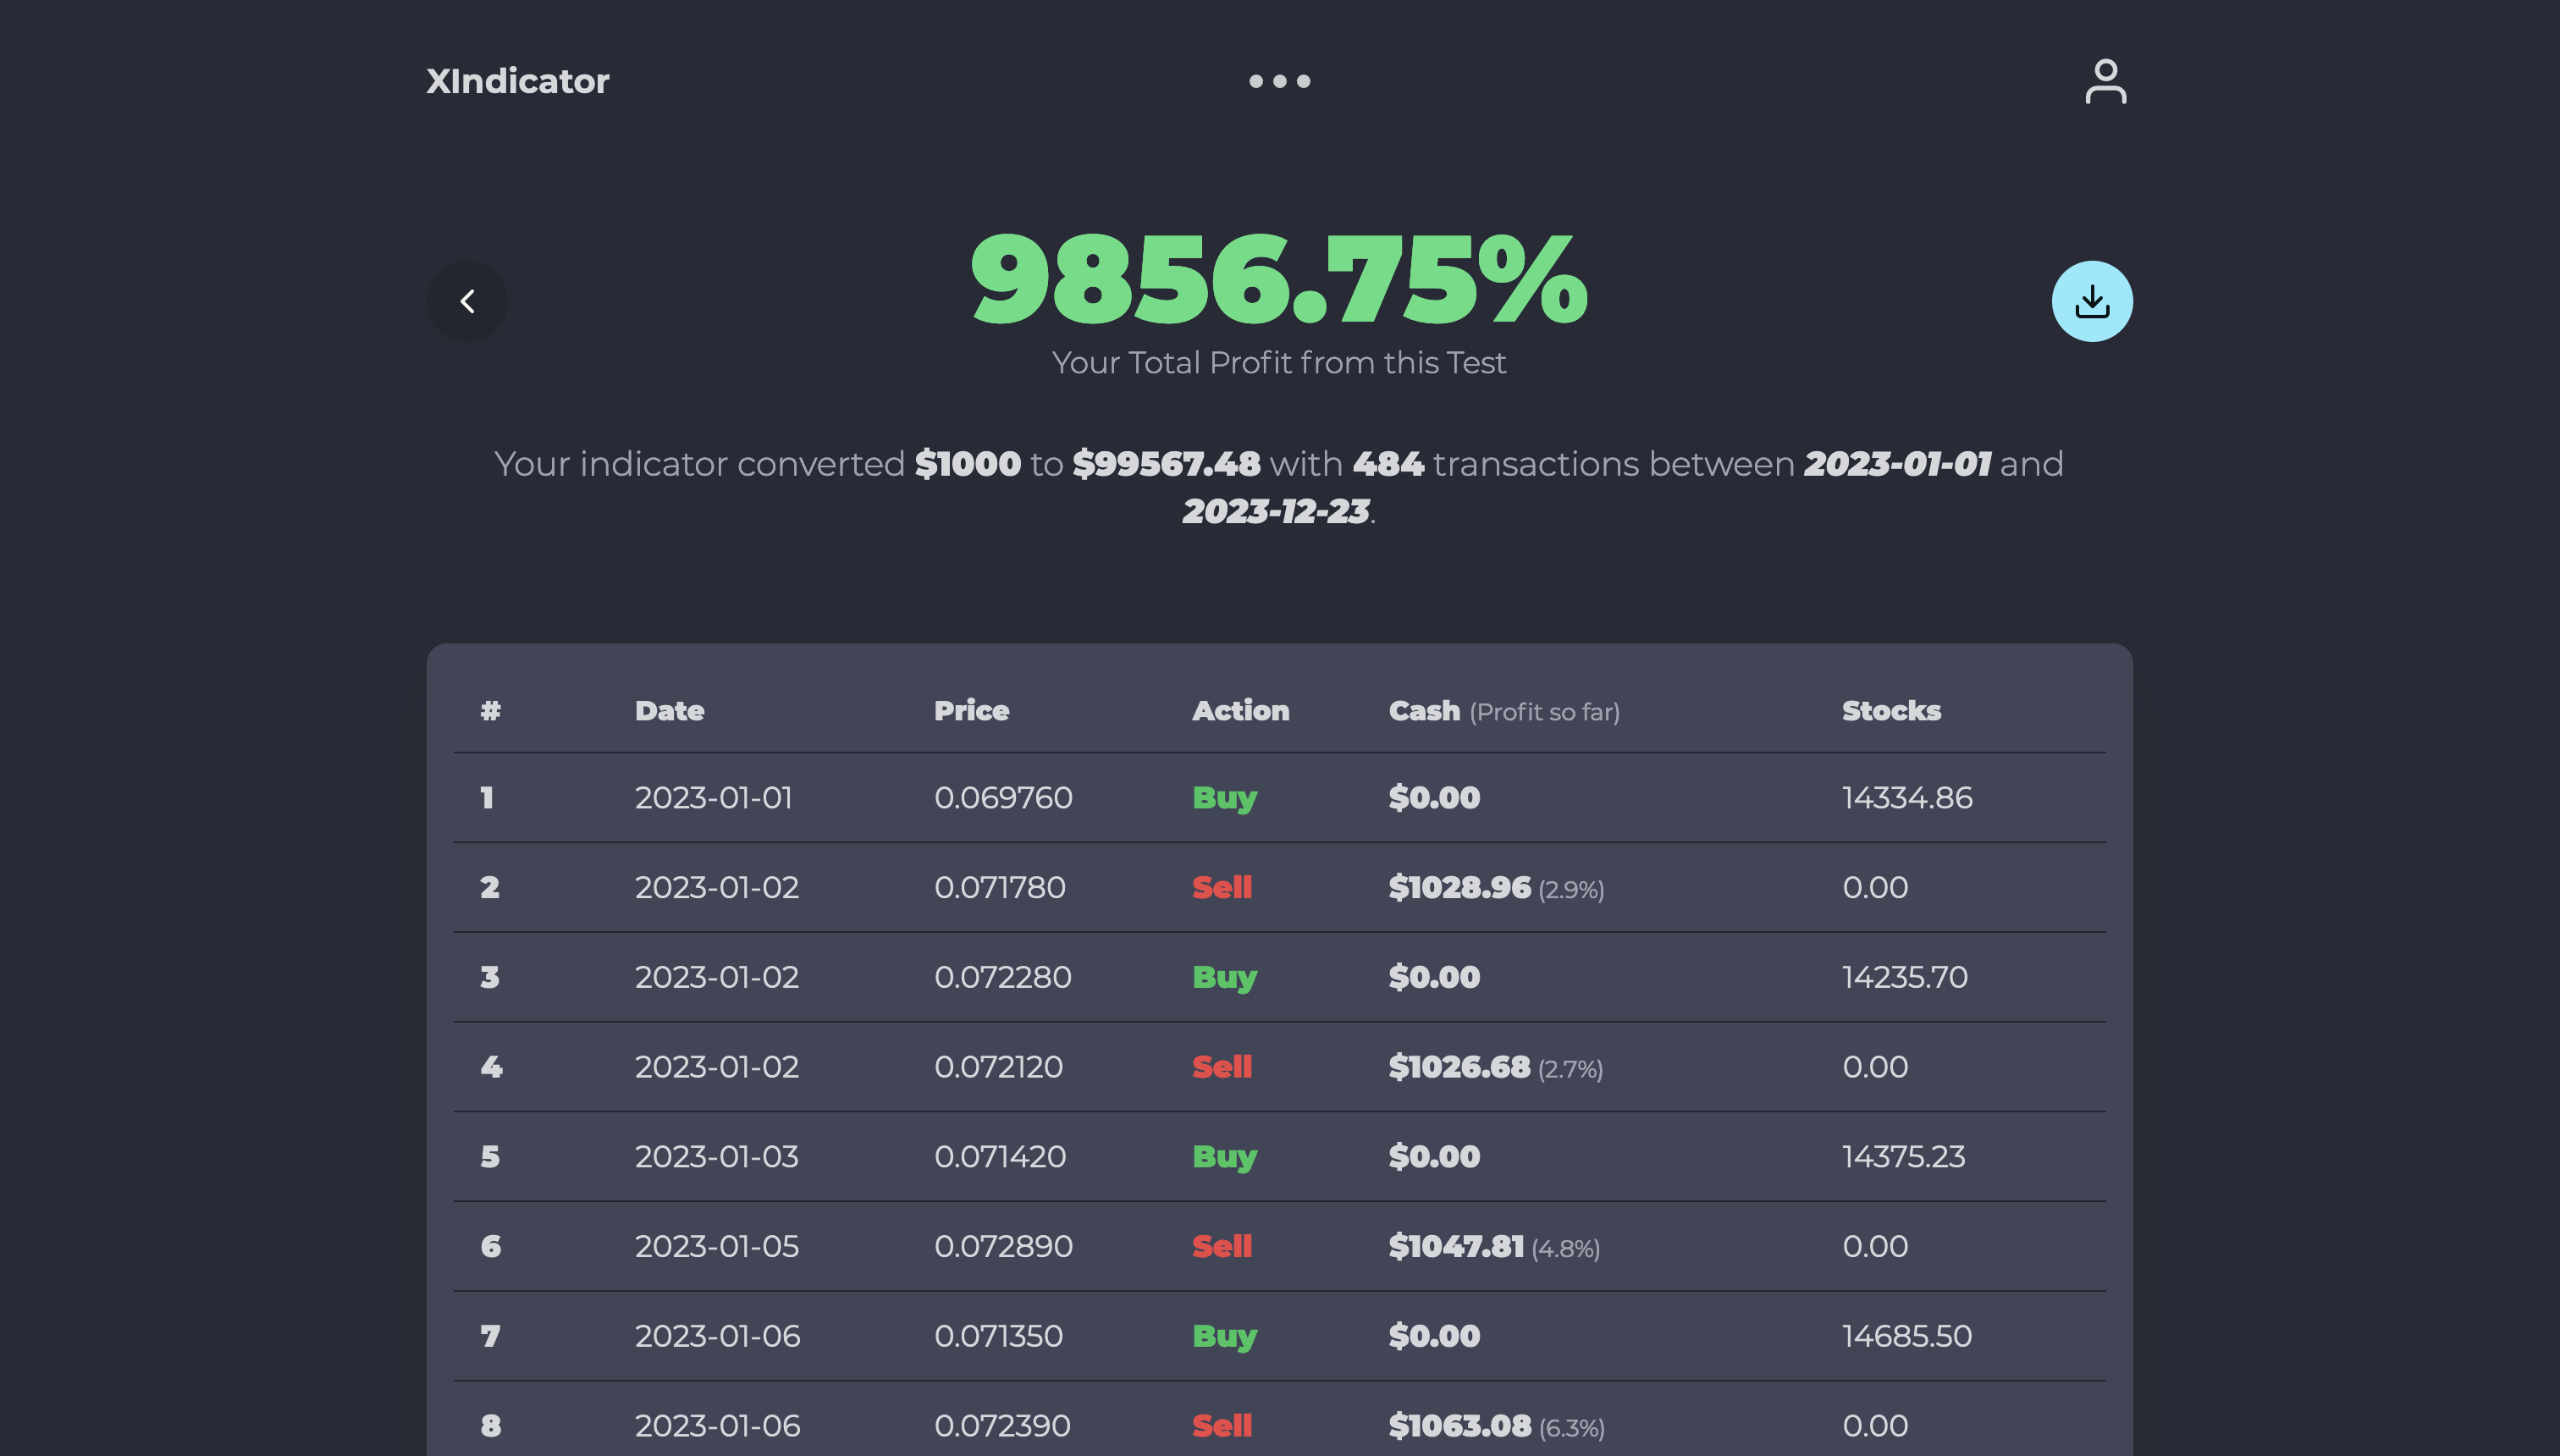 XIndicator
9856.75%
Your Total Profit from this Test
Your indicator converted $1000 to $99567.48 with 484 transactions between 2023-01-01 and
2023-12-23.
# Date Price Action Cash (Profit so far) Stocks
1 2023-01-01 0.069760 Buy $0.00 14334.86
2 2023-01-02 0.071780 Sell $1028.96 (2.9%) 0.00
3 2023-01-02 0.072280 Buy $0.00 14235.70
4 2023-01-02 0.072120 Sell $1026.68 (2.7%) 0.00
5 2023-01-03 0.071420 Buy $0.00 14375.23
6 2023-01-05 0.072890 Sell $1047.81 (4.8%) 0.00
7 2023-01-06 0.071350 Buy $0.00 14685.50
8 2023-01-06 0.072390 Sell $1063.08 (6.3%) 0.00